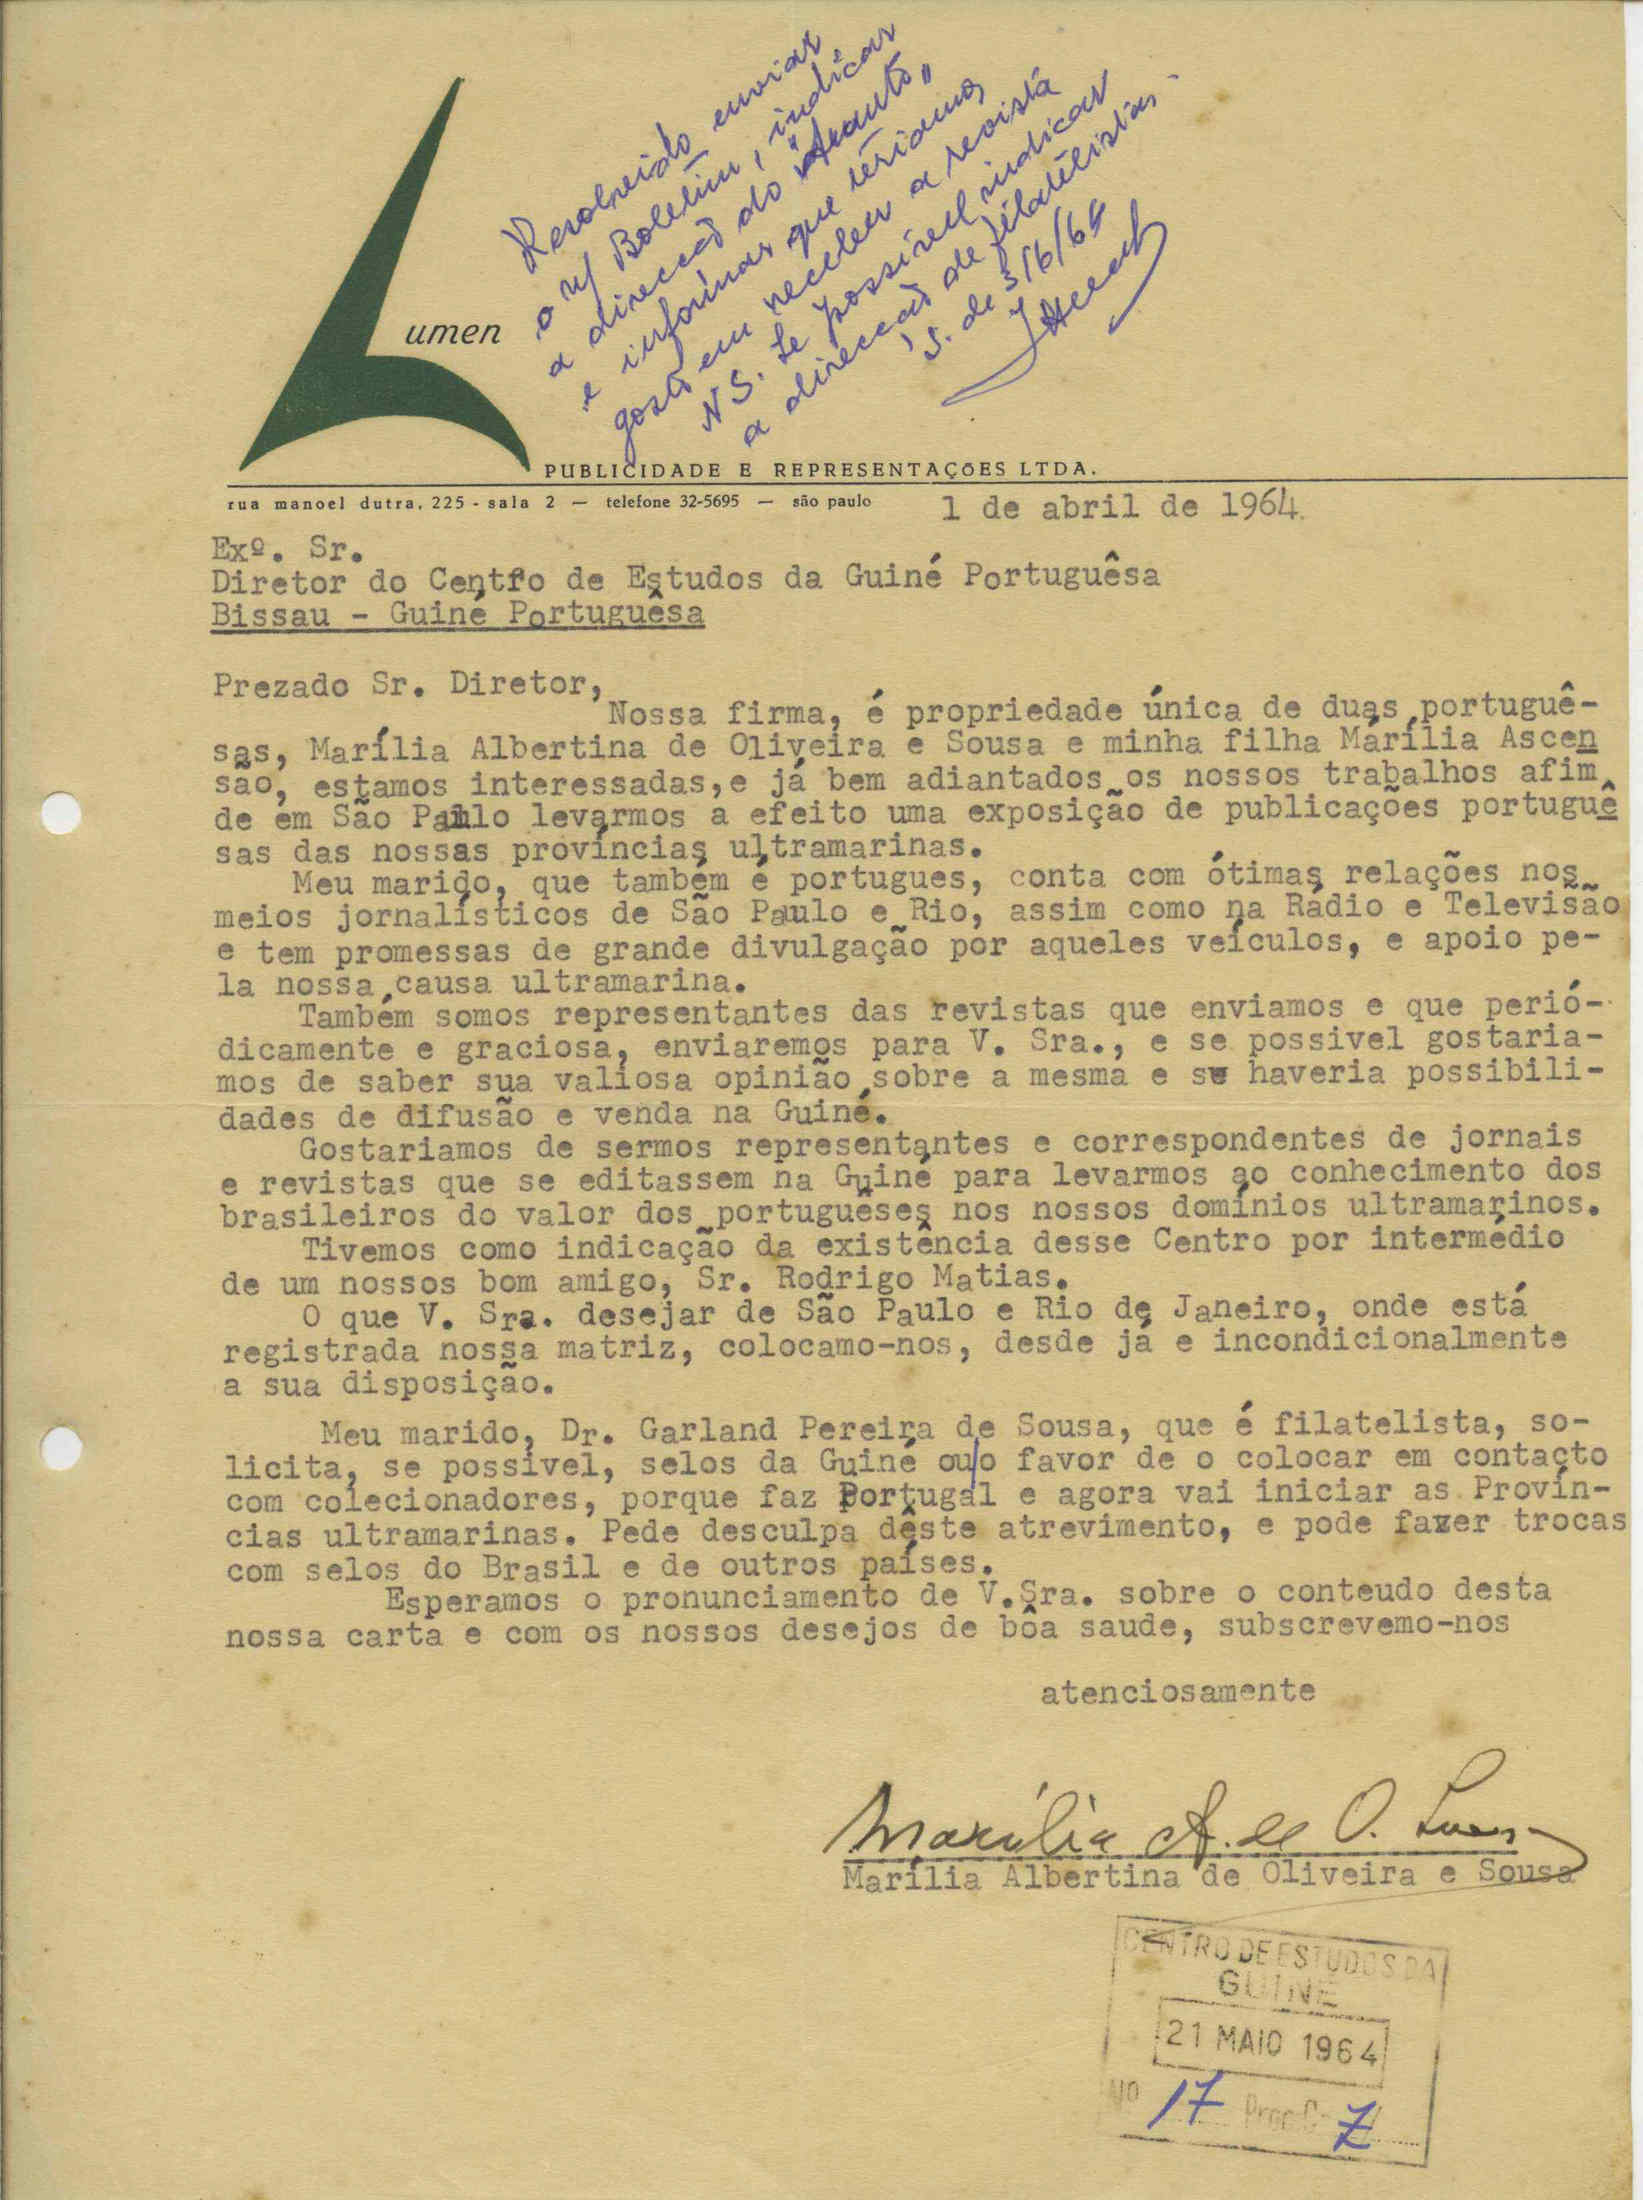 Resolvido enviar
o n/ Boletim, indicar
a direcção do "Arauto"
e informar que teriamos
gosto em receber a revista
N S. Se possivel indicar
a direcção de filatelistas.
S. de 3/6/64
Lumen
PUBLICIDADE E REPRESENTAÇÕES LTDA.
rua manoel dutra, 225 - sala 2 — telefone 32-5695 — são paulo
1 de abril de 1964.
Exº. Sr.
Diretor do Centro de Estudos da Guiné Portuguêsa
Bissau - Guiné Portuguêsa
Prezado Sr. Diretor,
Nossa firma, é propriedade única de duas portuguê-
sas, Marília Albertina de Oliveira e Sousa e minha filha Marília Ascen
são, estamos interessadas,e já bem adiantados os nossos trabalhos afim
de em São Paulo levarmos a efeito uma exposição de publicações portuguê
sas das nossas províncias ultramarinas.
Meu marido, que também é portugues, conta com ótimas relações nos
meios jornalísticos de São Paulo e Rio, assim como na Rádio e Televisão
e tem promessas de grande divulgação por aqueles veículos, e apoio pe-
la nossa causa ultramarina.
Também somos representantes das revistas que enviamos e que perió-
dicamente e graciosa, enviaremos para V. Sra., e se possivel gostaria-
mos de saber sua valiosa opinião sobre a mesma e se haveria possibili-
dades de difusão e venda na Guiné.
Gostariamos de sermos representantes e correspondentes de jornais
e revistas que se editassem na Guiné para levarmos ao conhecimento dos
brasileiros do valor dos portuguêses nos nossos domínios ultramarinos.
Tivemos como indicação da existência desse Centro por intermédio
de um nossos bom amigo, Sr. Rodrigo Matias.
O que V. Sra. desejar de São Paulo e Rio de Janeiro, onde está
registrada nossa matriz, colocamo-nos, desde já e incondicionalmente
a sua disposição.
Meu marido, Dr. Garland Pereira de Sousa, que é filatelista, so-
licita, se possivel, selos da Guiné ou/o favor de o colocar em contacto
com colecionadores, porque faz Portugal e agora vai iniciar as Provín-
cias ultramarinas. Pede desculpa dêste atrevimento, e pode fazer trocas
com selos do Brasil e de outros países.
Esperamos o pronunciamento de V.Sra. sobre o conteudo desta
nossa carta e com os nossos desejos de bôa saude, subscrevemo-nos
atenciosamente
Marília A. de O. Sousa
Marília Albertina de Oliveira e Sousa
CENTRO DE ESTUDOS DA
GUINÉ
21 MAIO 1964
Nº 17 Proc. C- 7